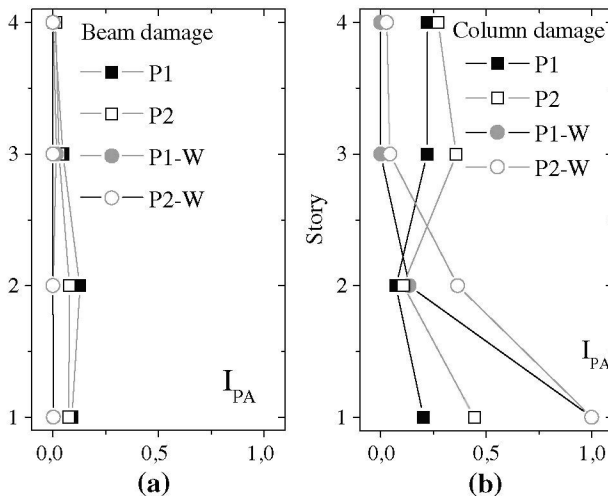 4
3
2
1
Beam damage
P1
P2
P1-W
P2-W
I_PA
0,0
0,5
1,0
(a)
Story
4
3
2
1
Column damage
P1
P2
P1-W
P2-W
I_PA
0,0
0,5
1,0
(b)